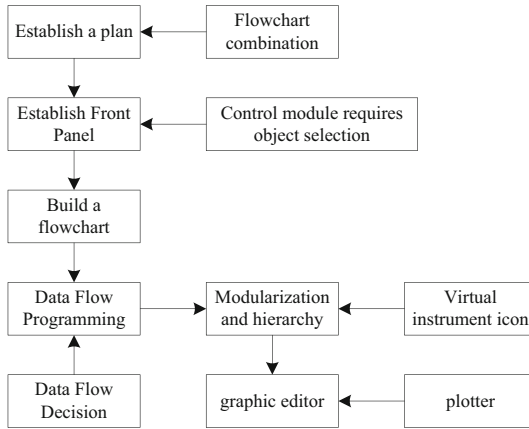 Establish a plan
Flowchart
combination
Establish Front
Panel
Control module requires
object selection
Build a
flowchart
Data Flow
Programming
Modularization
and hierarchy
Virtual
instrument icon
Data Flow
Decision
graphic editor
plotter